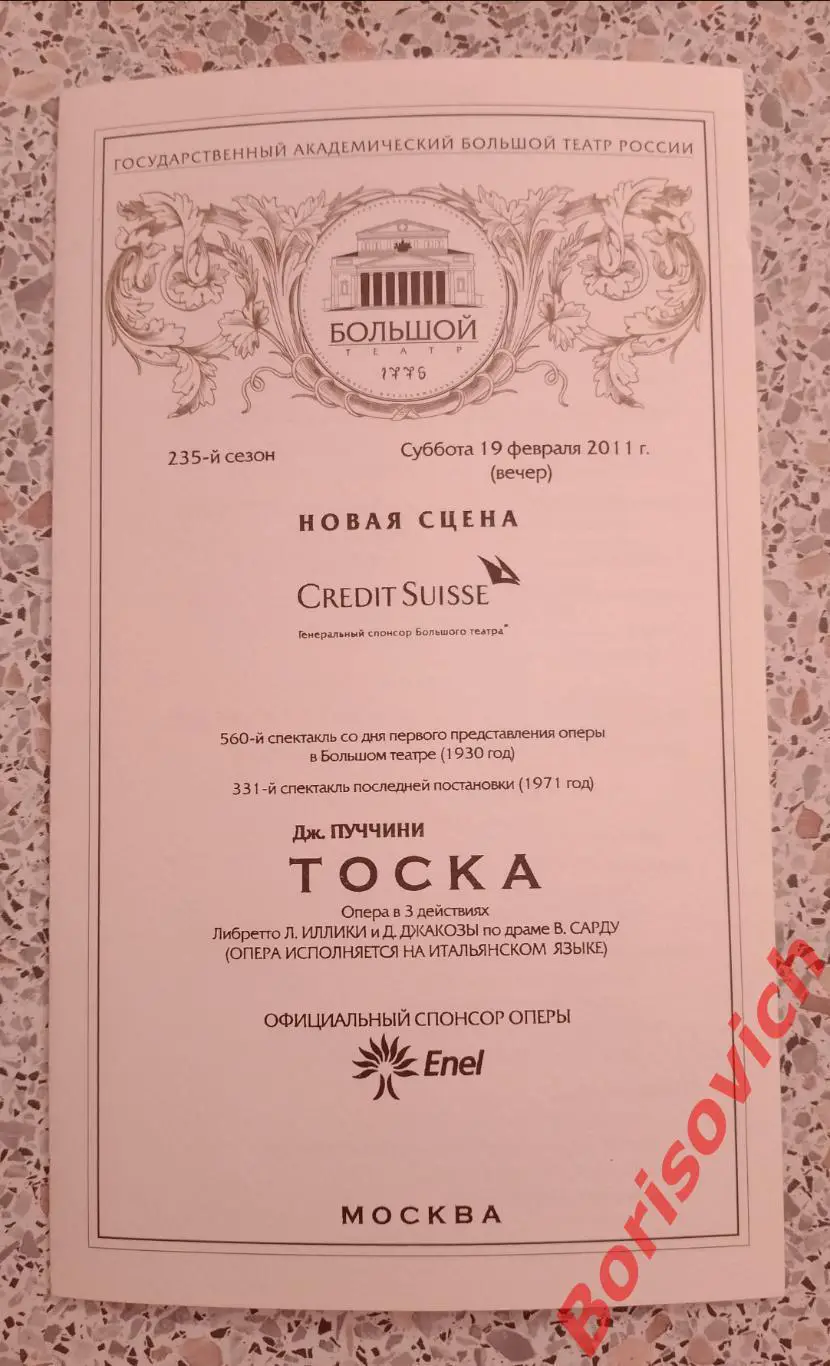 ГОСУДАРСТВЕННЫЙ АКАДЕМИЧЕСКИЙ БОЛЬШОЙ ТЕАТР РОССИИ
БОЛЬШОЙ
ТЕАТР
1776
235-й сезон
Суббота 19 февраля 2011 г.
(вечер)
НОВАЯ СЦЕНА
CREDIT SUISSE
Генеральный спонсор Большого театра*
560-й спектакль со дня первого представления оперы
в Большом театре (1930 год)
331-й спектакль последней постановки (1971 год)
Дж. ПУЧЧИНИ
ТОСКА
Опера в 3 действиях
Либретто Л. ИЛЛИКИ и Д. ДЖАКОЗЫ по драме В. САРДУ
(ОПЕРА ИСПОЛНЯЕТСЯ НА ИТАЛЬЯНСКОМ ЯЗЫКЕ)
ОФИЦИАЛЬНЫЙ СПОНСОР ОПЕРЫ
Enel
МОСКВА
Borisovich